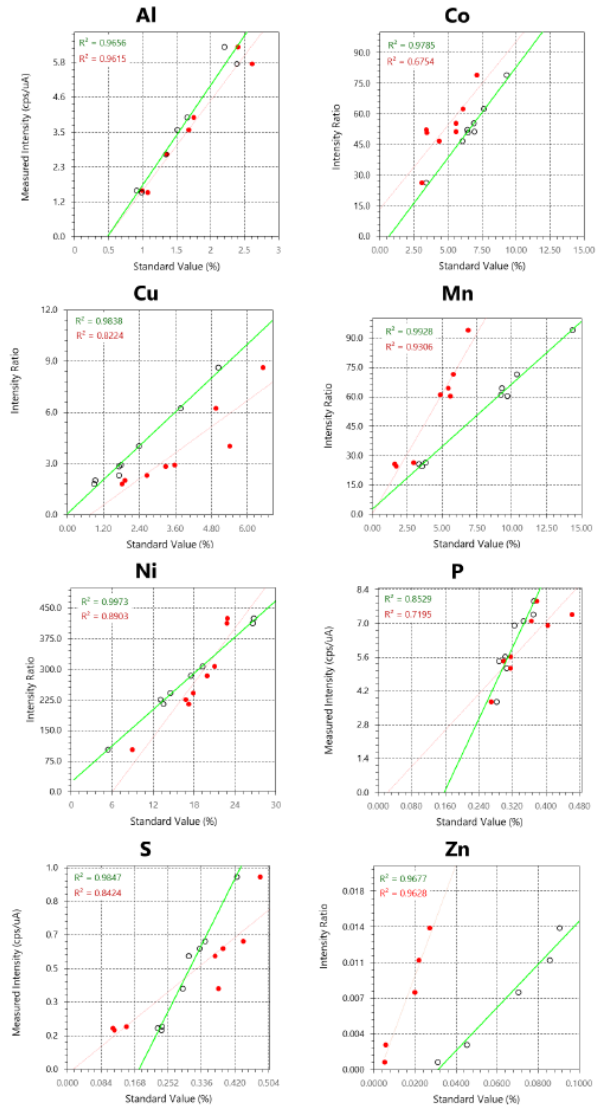 Al
R² = 0.9656
R² = 0.9615
5.8
4.6
3.5
2.3
1.2
0.0
0.0 0.5 1 1.5 2 2.5 3
Measured Intensity (cps/uA)
Standard Value (%)
Co
R² = 0.9785
R² = 0.6754
90.0
75.0
60.0
45.0
30.0
15.0
0.0
0.00 2.50 5.00 7.50 10.00 12.50 15.00
Intensity Ratio
Standard Value (%)
Cu
R² = 0.9838
R² = 0.8224
12.0
9.0
6.0
3.0
0.0
0.00 1.20 2.40 3.60 4.80 6.00
Intensity Ratio
Standard Value (%)
Mn
R² = 0.9928
R² = 0.9306
90.0
75.0
60.0
45.0
30.0
15.0
0.0
0.00 2.50 5.00 7.50 10.00 12.50 15.00
Intensity Ratio
Standard Value (%)
Ni
R² = 0.9973
R² = 0.8903
450.0
375.0
300.0
225.0
150.0
75.0
0.0
0 6 12 18 24 30
Intensity Ratio
Standard Value (%)
P
R² = 0.8529
R² = 0.7195
8.4
7.0
5.6
4.2
2.8
1.4
0.0
0.000 0.080 0.160 0.240 0.320 0.400 0.480
Measured Intensity (cps/uA)
Standard Value (%)
S
R² = 0.9847
R² = 0.8424
1.0
0.8
0.7
0.5
0.3
0.2
0.0
0.000 0.084 0.168 0.252 0.336 0.420 0.504
Measured Intensity (cps/uA)
Standard Value (%)
Zn
R² = 0.9677
R² = 0.9628
0.018
0.014
0.011
0.007
0.004
0.000
0.0000 0.0200 0.0400 0.0600 0.0800 0.1000
Intensity Ratio
Standard Value (%)